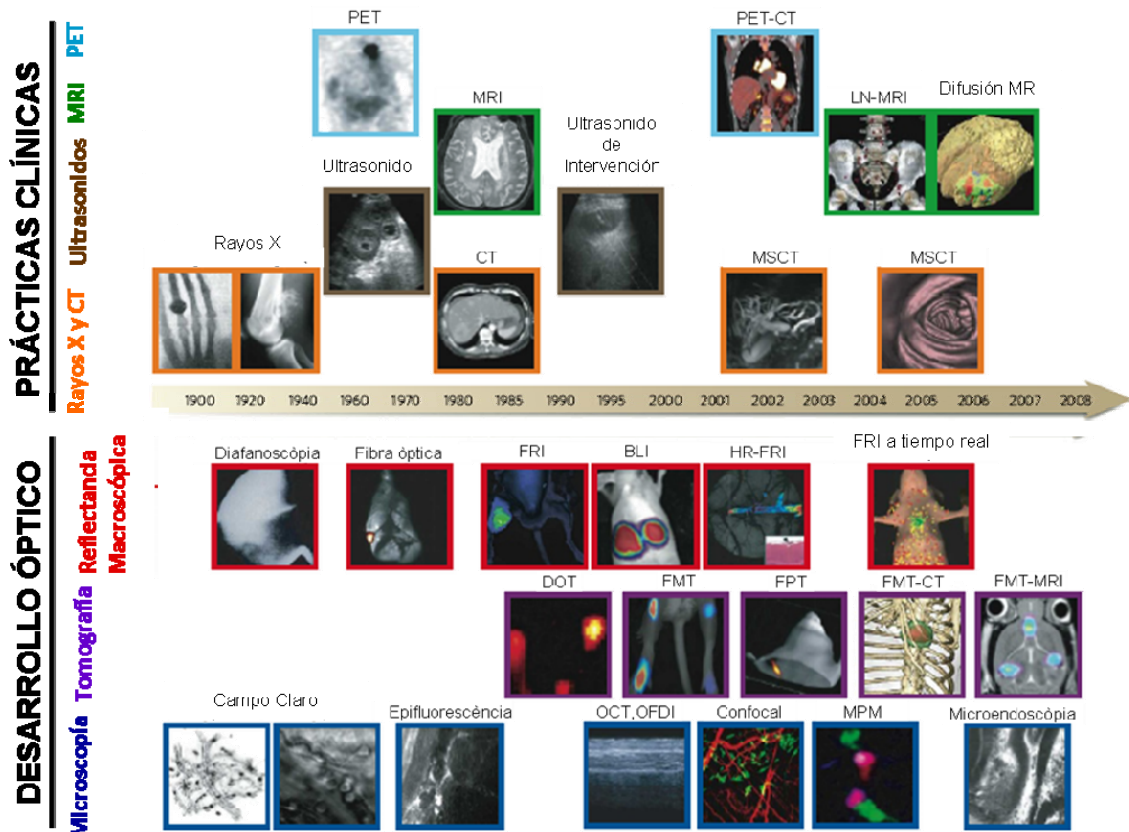 PRÁCTICAS CLÍNICAS
Rayos X y CT
Ultrasonidos
MRI
PET
PET
PET-CT
MRI
LN-MRI
Difusión MR
Ultrasonido
Ultrasonido
de
Intervención
Rayos X
CT
MSCT
MSCT
1900 1920 1940 1960 1970 1980 1985 1990 1995 2000 2001 2002 2003 2004 2005 2006 2007 2008
DESARROLLO ÓPTICO
Microscopía
Tomografía
Reflectancia
Macroscópica
Diafanoscòpia
Fibra òptica
FRI
BLI
HR-FRI
FRI a tiempo real
DOT
FMT
FPT
FMT-CT
FMT-MRI
Campo Claro
Epifluorescència
OCT,OFDI
Confocal
MPM
Microendoscòpia